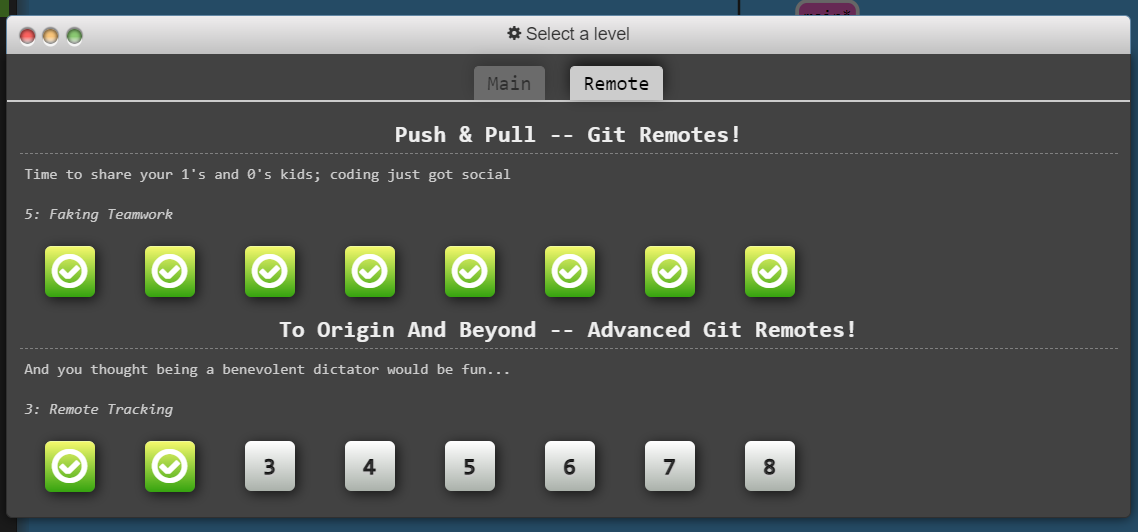 main*
Select a level
Main Remote
Push & Pull -- Git Remotes!
Time to share your 1's and 0's kids; coding just got social
5: Faking Teamwork
To Origin And Beyond -- Advanced Git Remotes!
And you thought being a benevolent dictator would be fun...
3: Remote Tracking
3 4 5 6 7 8